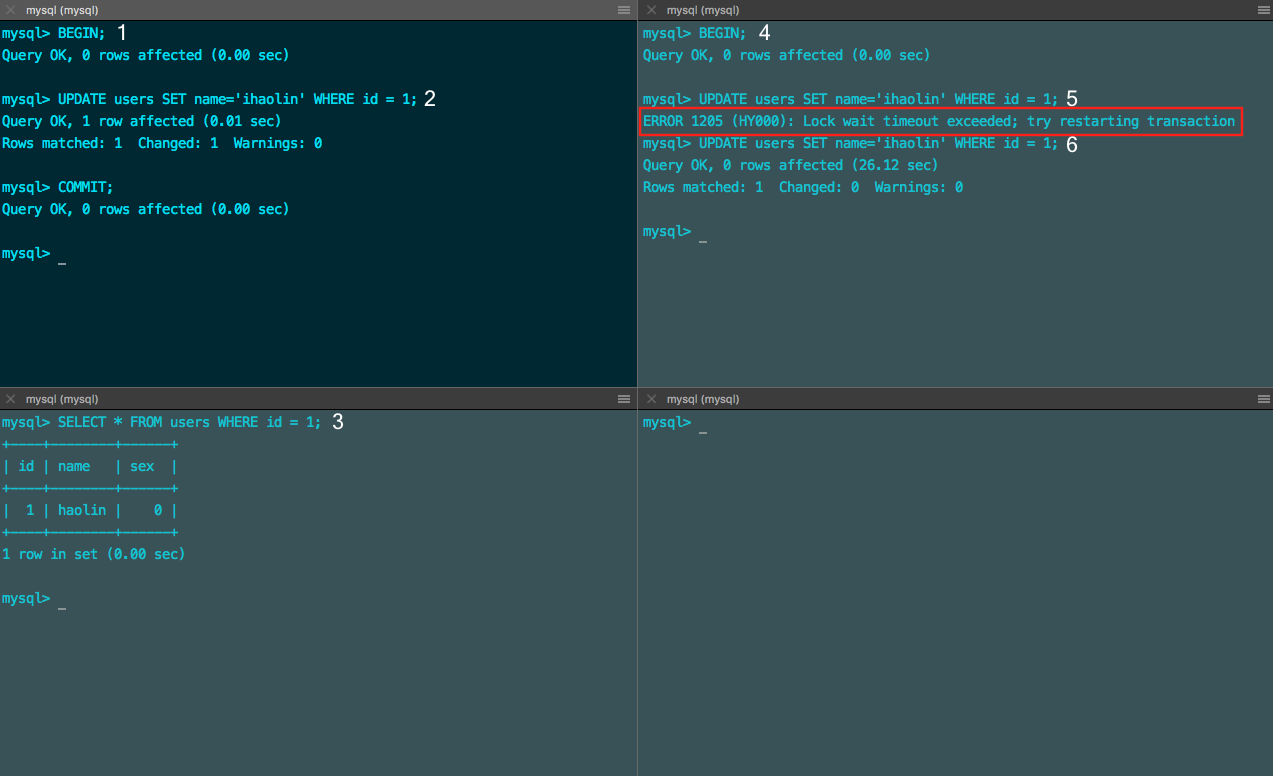 mysql (mysql)
mysql> BEGIN; 1
Query OK, 0 rows affected (0.00 sec)
mysql> UPDATE users SET name='ihaolin' WHERE id = 1; 2
Query OK, 1 row affected (0.01 sec)
Rows matched: 1  Changed: 1  Warnings: 0
mysql> COMMIT;
Query OK, 0 rows affected (0.00 sec)
mysql> _
mysql (mysql)
mysql> BEGIN; 4
Query OK, 0 rows affected (0.00 sec)
mysql> UPDATE users SET name='ihaolin' WHERE id = 1; 5
ERROR 1205 (HY000): Lock wait timeout exceeded; try restarting transaction
mysql> UPDATE users SET name='ihaolin' WHERE id = 1; 6
Query OK, 0 rows affected (26.12 sec)
Rows matched: 1  Changed: 0  Warnings: 0
mysql> _
mysql (mysql)
mysql> SELECT * FROM users WHERE id = 1; 3
+----+--------+------+
| id | name   | sex  |
+----+--------+------+
|  1 | haolin |    0 |
+----+--------+------+
1 row in set (0.00 sec)
mysql> _
mysql (mysql)
mysql> _